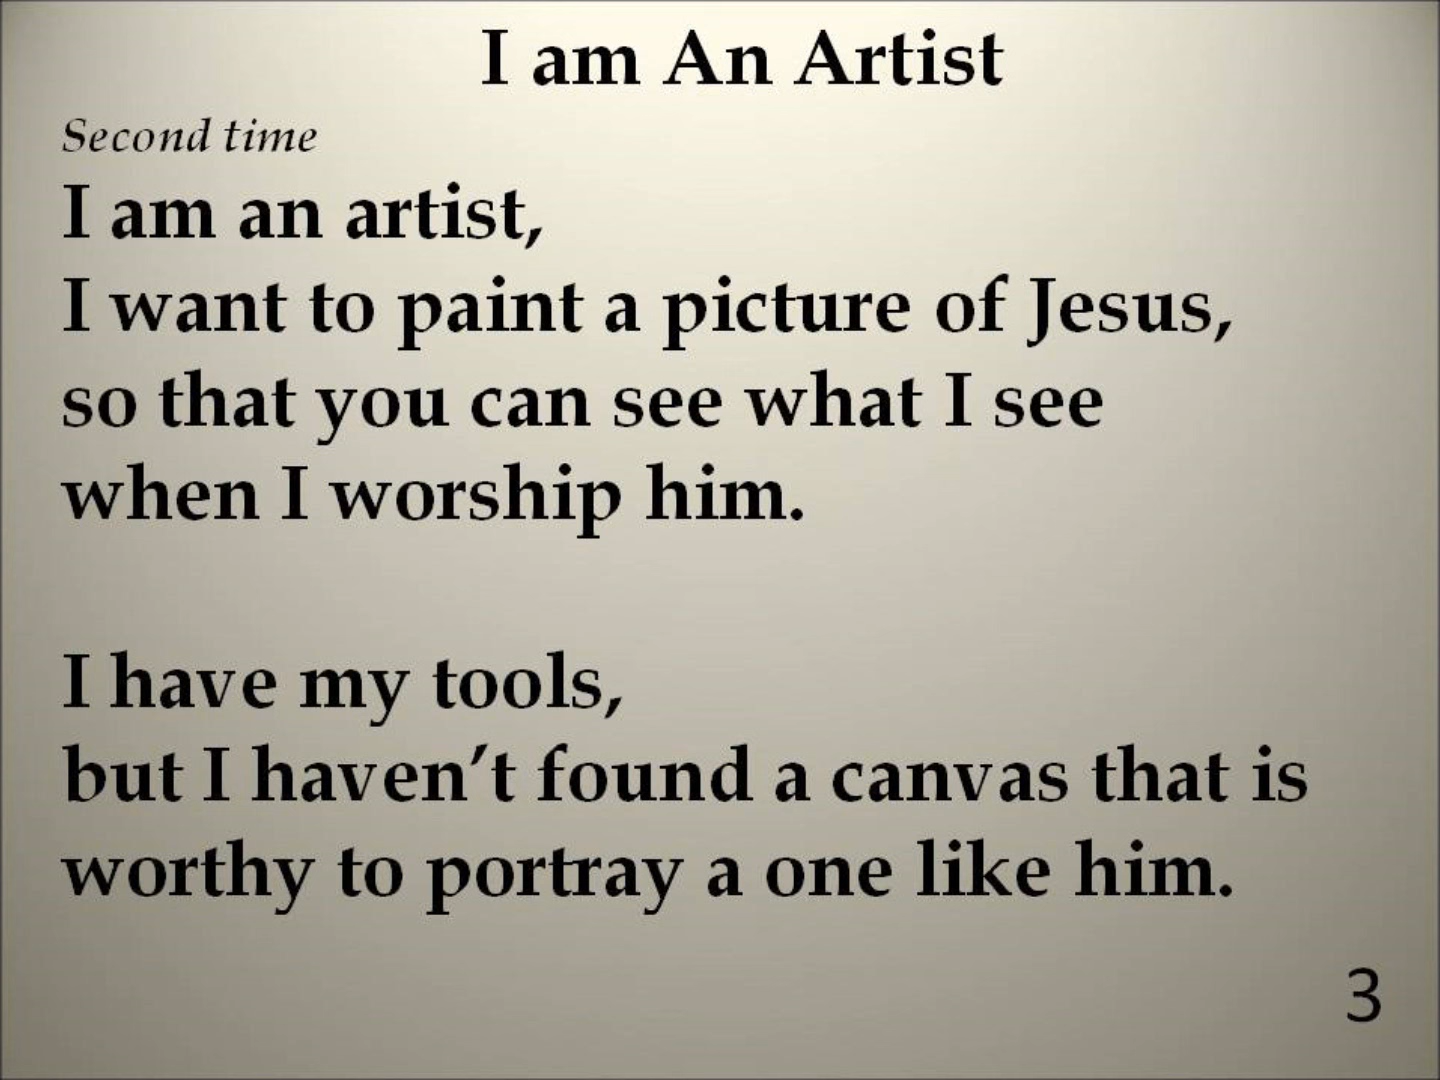 I am An Artist
Second time
I am an artist,
I want to paint a picture of Jesus,
so that you can see what I see
when I worship him.
I have my tools,
but I haven’t found a canvas that is
worthy to portray a one like him.
3